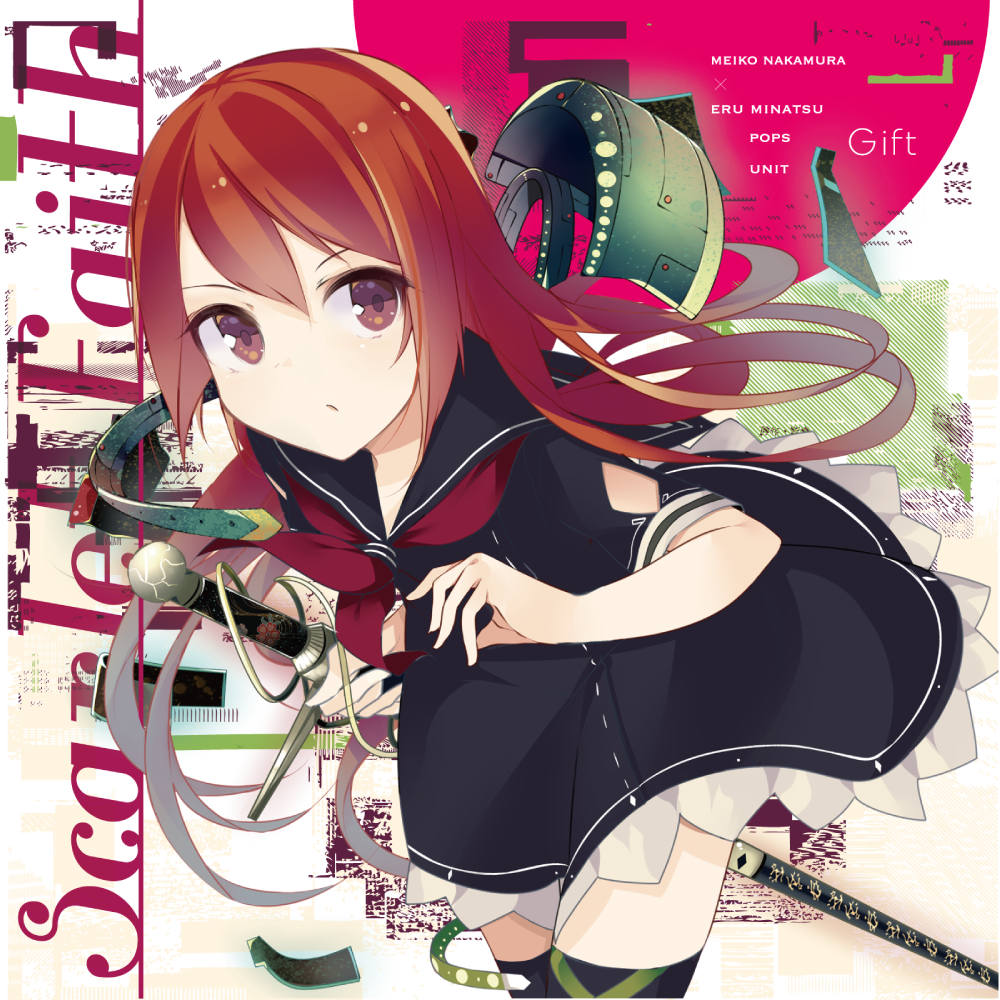 Scarlet Faith
MEIKO NAKAMURA
×
ERU MINATSU
POPS
UNIT
Gift